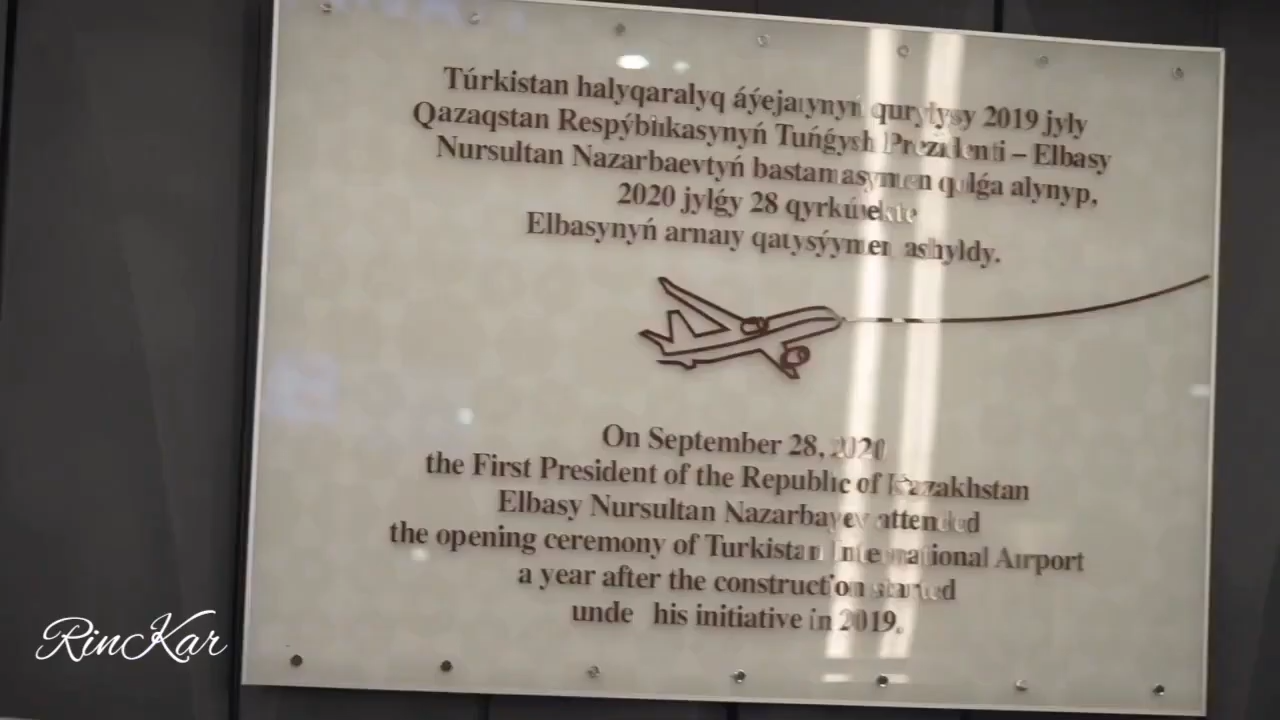 Túrkistan halyqaralyq áýejaıynyń qurylysy 2019 jyly
Qazaqstan Respýblıkasynyń Tuńǵysh Prezıdenti – Elbasy
Nursultan Nazarbaevtyń bastamasymen qolǵa alynyp,
2020 jylǵy 28 qyrkúıekte
Elbasynyń arnaıy qatysýymen ashyldy.
On September 28, 2020
the First President of the Republic of Kazakhstan
Elbasy Nursultan Nazarbayev attended
the opening ceremony of Turkistan International Airport
a year after the construction started
unde his initiative in 2019.
RincKar